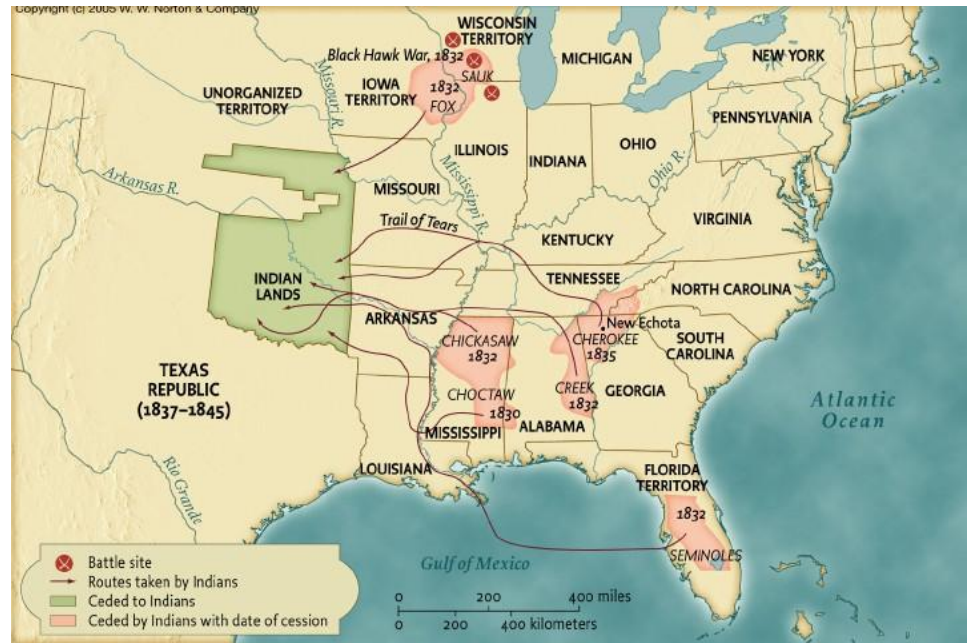 Copyright (c) 2005 W. W. Norton & Company
WISCONSIN
TERRITORY
Black Hawk War, 1832
SAUK
MICHIGAN
NEW YORK
UNORGANIZED
TERRITORY
Missouri R.
IOWA
TERRITORY
1832
FOX
PENNSYLVANIA
ILLINOIS
INDIANA
OHIO
Ohio R.
Arkansas R.
MISSOURI
Mississippi R.
VIRGINIA
Trail of Tears
KENTUCKY
INDIAN
LANDS
TENNESSEE
NORTH CAROLINA
ARKANSAS
New Echota
CHICKASAW
1832
CHEROKEE
1835
SOUTH
CAROLINA
TEXAS
REPUBLIC
(1837–1845)
CHOCTAW
1830
CREEK
1832
GEORGIA
Atlantic
Ocean
MISSISSIPPI
ALABAMA
LOUISIANA
Rio Grande
FLORIDA
TERRITORY
1832
SEMINOLES
Gulf of Mexico
Battle site
Routes taken by Indians
Ceded to Indians
Ceded by Indians with date of cession
0 200 400 miles
0 200 400 kilometers